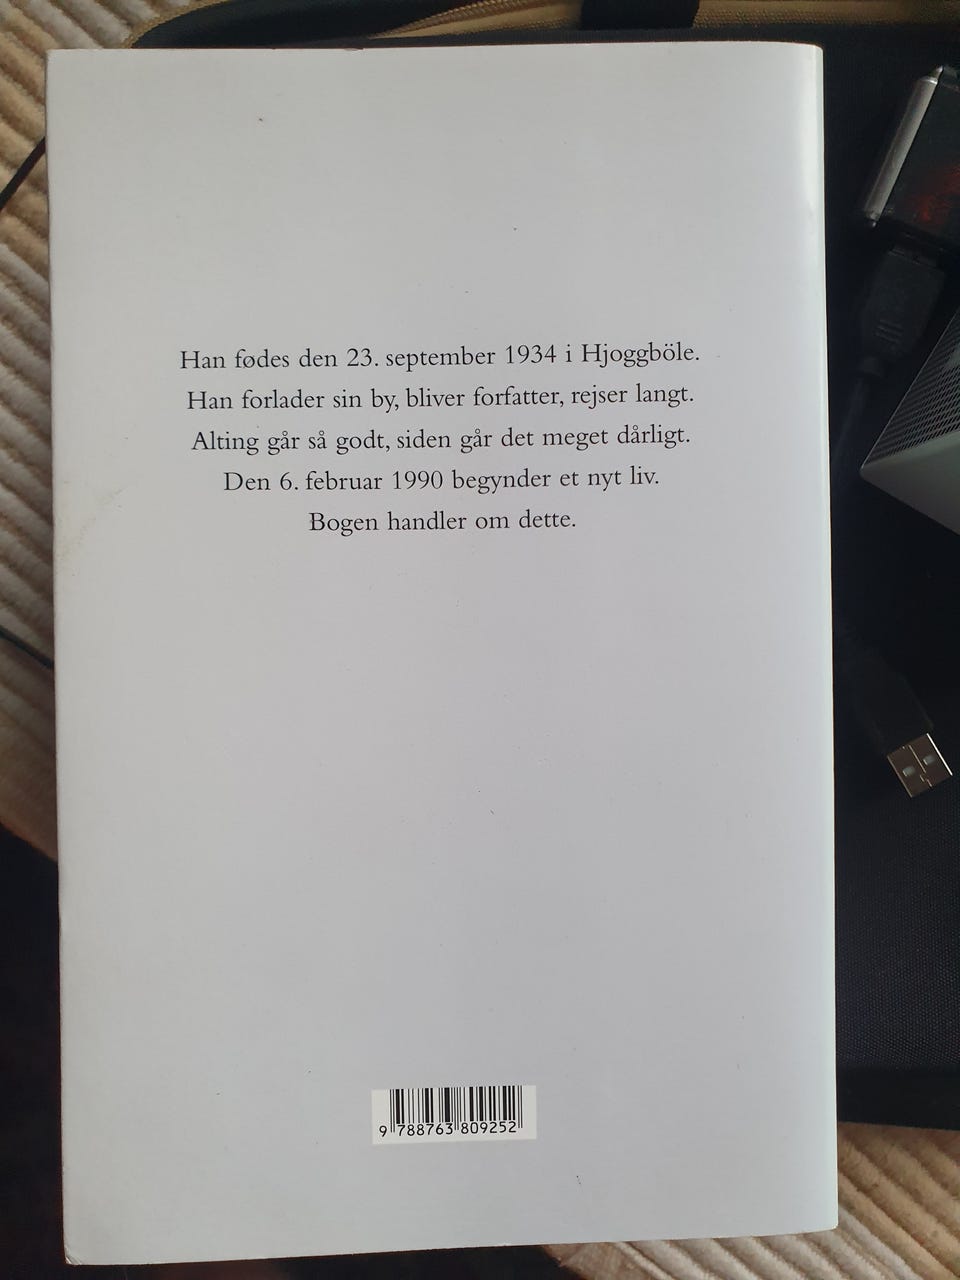 Han fødes den 23. september 1934 i Hjoggböle.
Han forlader sin by, bliver forfatter, rejser langt.
Alting går så godt, siden går det meget dårligt.
Den 6. februar 1990 begynder et nyt liv.
Bogen handler om dette.
9 788763 809252